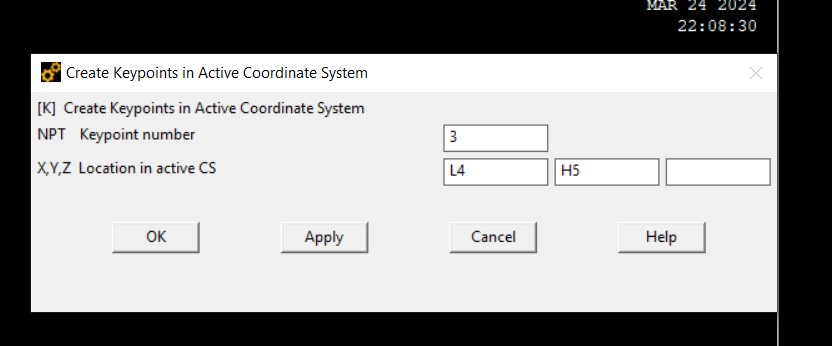 MAR 24 2024
22:08:30
Create Keypoints in Active Coordinate System
[K] Create Keypoints in Active Coordinate System
NPT Keypoint number 3
X,Y,Z Location in active CS L4 H5
OK Apply Cancel Help